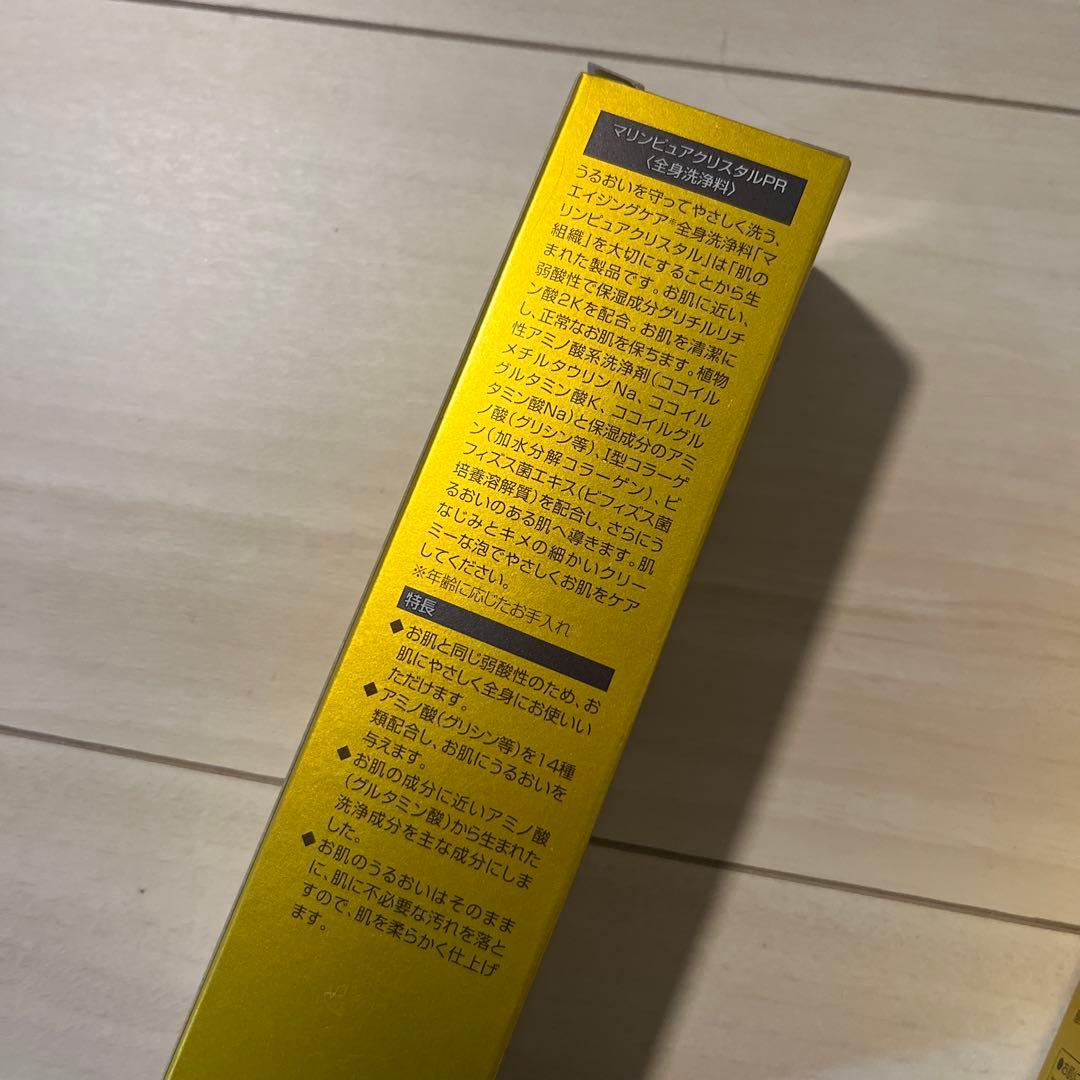 マリンピュアクリスタルPR
〈全身洗浄料〉
うるおいを守ってやさしく洗う、
エイジングケア※全身洗浄料「マ
リンピュアクリスタル」は「肌の
組織」を大切にすることから生
まれた製品です。お肌に近い、
弱酸性で保湿成分グリチルリチ
ン酸2Kを配合。お肌を清潔に
し、正常なお肌を保ちます。植物
性アミノ酸系洗浄剤(ココイル
メチルタウリンNa、ココイル
グルタミン酸K、ココイルグル
タミン酸Na)と保湿成分のアミ
ノ酸(グリシン等)、I型コラーゲ
ン(加水分解コラーゲン)、ビ
フィズス菌エキス(ビフィズス菌
培養溶解質)を配合し、さらにう
るおいのある肌へ導きます。肌
なじみとキメの細かいクリー
ミーな泡でやさしくお肌をケア
してください。
※年齢に応じたお手入れ
特長
◆お肌と同じ弱酸性のため、お
肌にやさしく全身にお使いい
ただけます。
◆アミノ酸(グリシン等)を14種
類配合し、お肌にうるおいを
与えます。
◆お肌の成分に近いアミノ酸
(グルタミン酸)から生まれた
洗浄成分を主な成分にしま
した。
◆お肌のうるおいはそのまま
に、肌に不必要な汚れを落と
すので、肌を柔らかく仕上げ
ます。